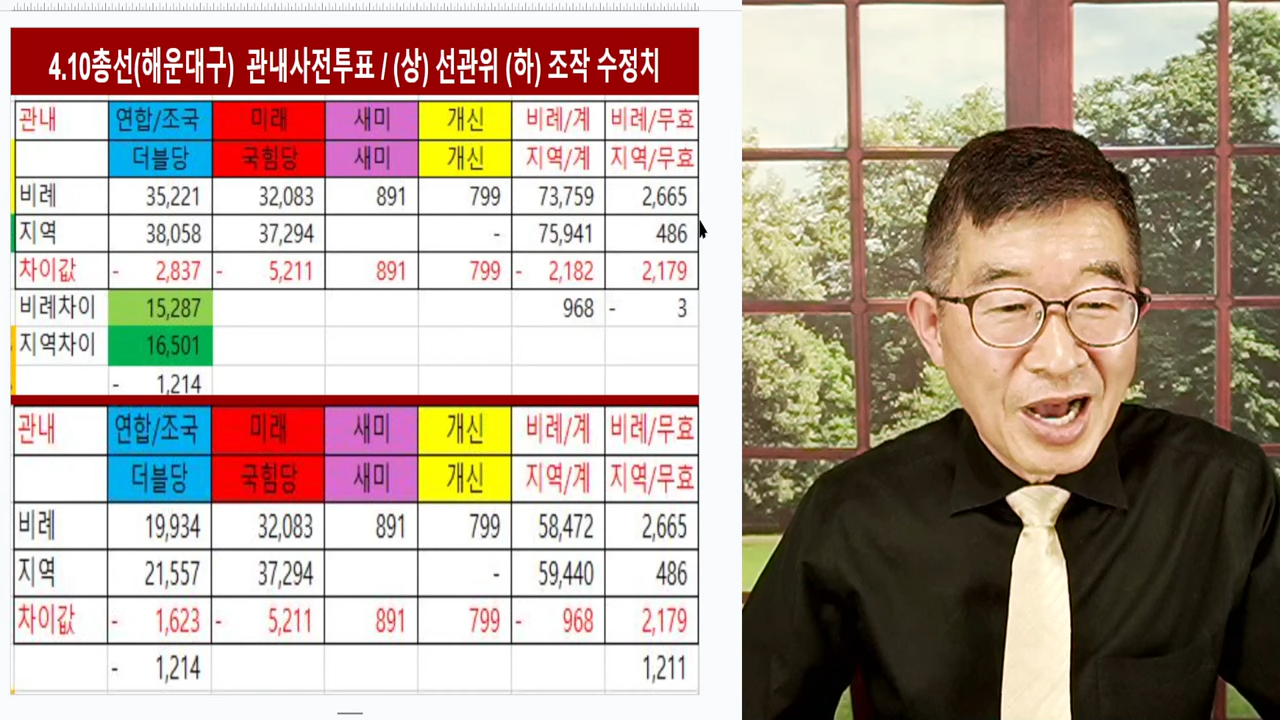 4.10총선(해운대구) 관내사전투표 / (상) 선관위 (하) 조작 수정치
관내 연합/조국 미래 새미 개신 비례/계 비례/무효
더블당 국힘당 새미 개신 지역/계 지역/무효
비례 35,221 32,083 891 799 73,759 2,665
지역 38,058 37,294 - 75,941 486
차이값 - 2,837 - 5,211 891 799 - 2,182 2,179
비례차이 15,287 968 - 3
지역차이 16,501
- 1,214
관내 연합/조국 미래 새미 개신 비례/계 비례/무효
더블당 국힘당 새미 개신 지역/계 지역/무효
비례 19,934 32,083 891 799 58,472 2,665
지역 21,557 37,294 - 59,440 486
차이값 - 1,623 - 5,211 891 799 - 968 2,179
- 1,214 1,211